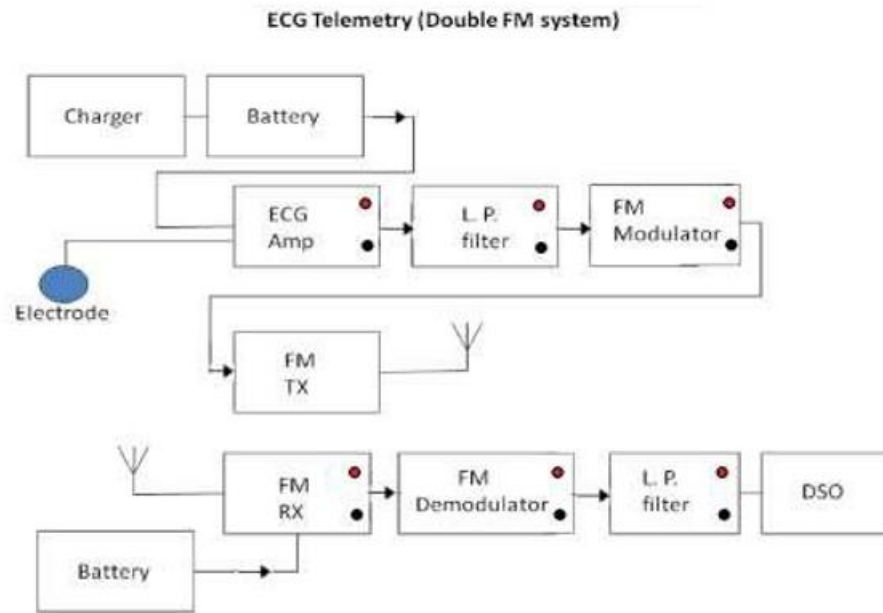 ECG Telemetry (Double FM system)
Charger
Battery
ECG
Amp
L. P.
filter
FM
Modulator
Electrode
FM
TX
FM
RX
FM
Demodulator
L. P.
filter
DSO
Battery